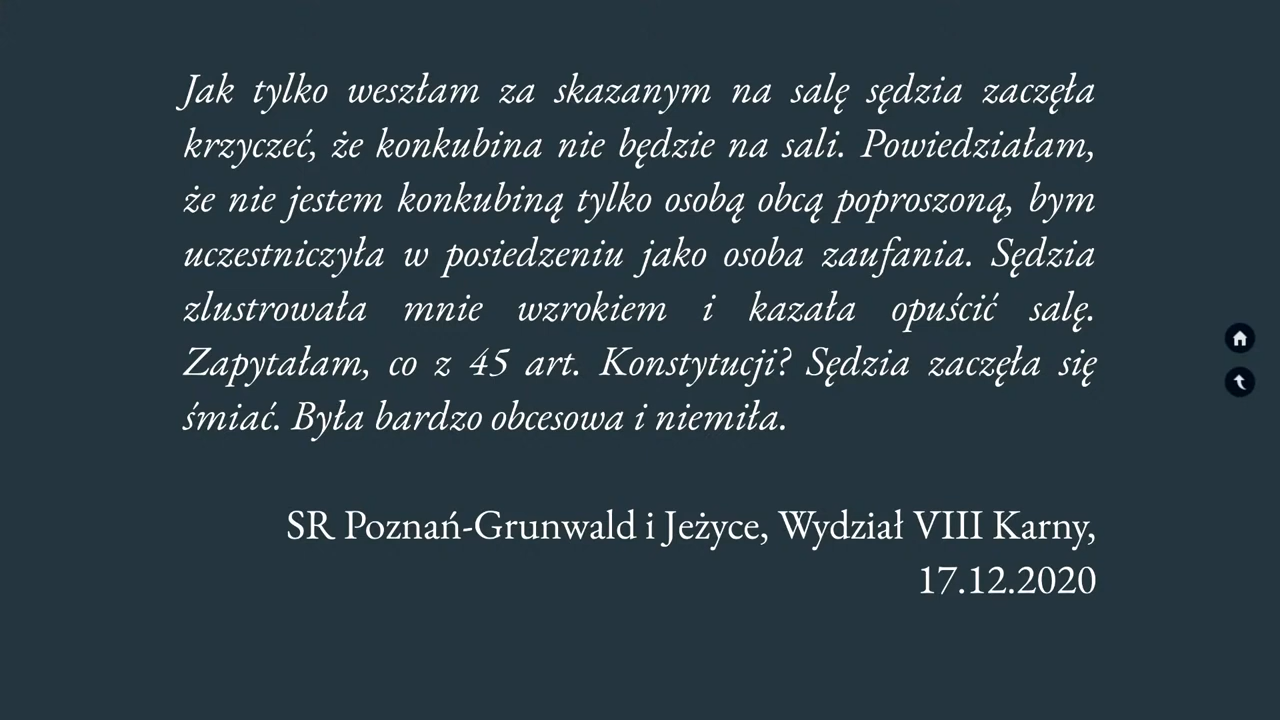 Jak tylko weszłam za skazanym na salę sędzia zaczęła
krzyczeć, że konkubina nie będzie na sali. Powiedziałam,
że nie jestem konkubiną tylko osobą obcą poproszoną, bym
uczestniczyła w posiedzeniu jako osoba zaufania. Sędzia
zlustrowała mnie wzrokiem i kazała opuścić salę.
Zapytałam, co z 45 art. Konstytucji? Sędzia zaczęła się
śmiać. Była bardzo obcesowa i niemiła.
SR Poznań-Grunwald i Jeżyce, Wydział VIII Karny,
17.12.2020